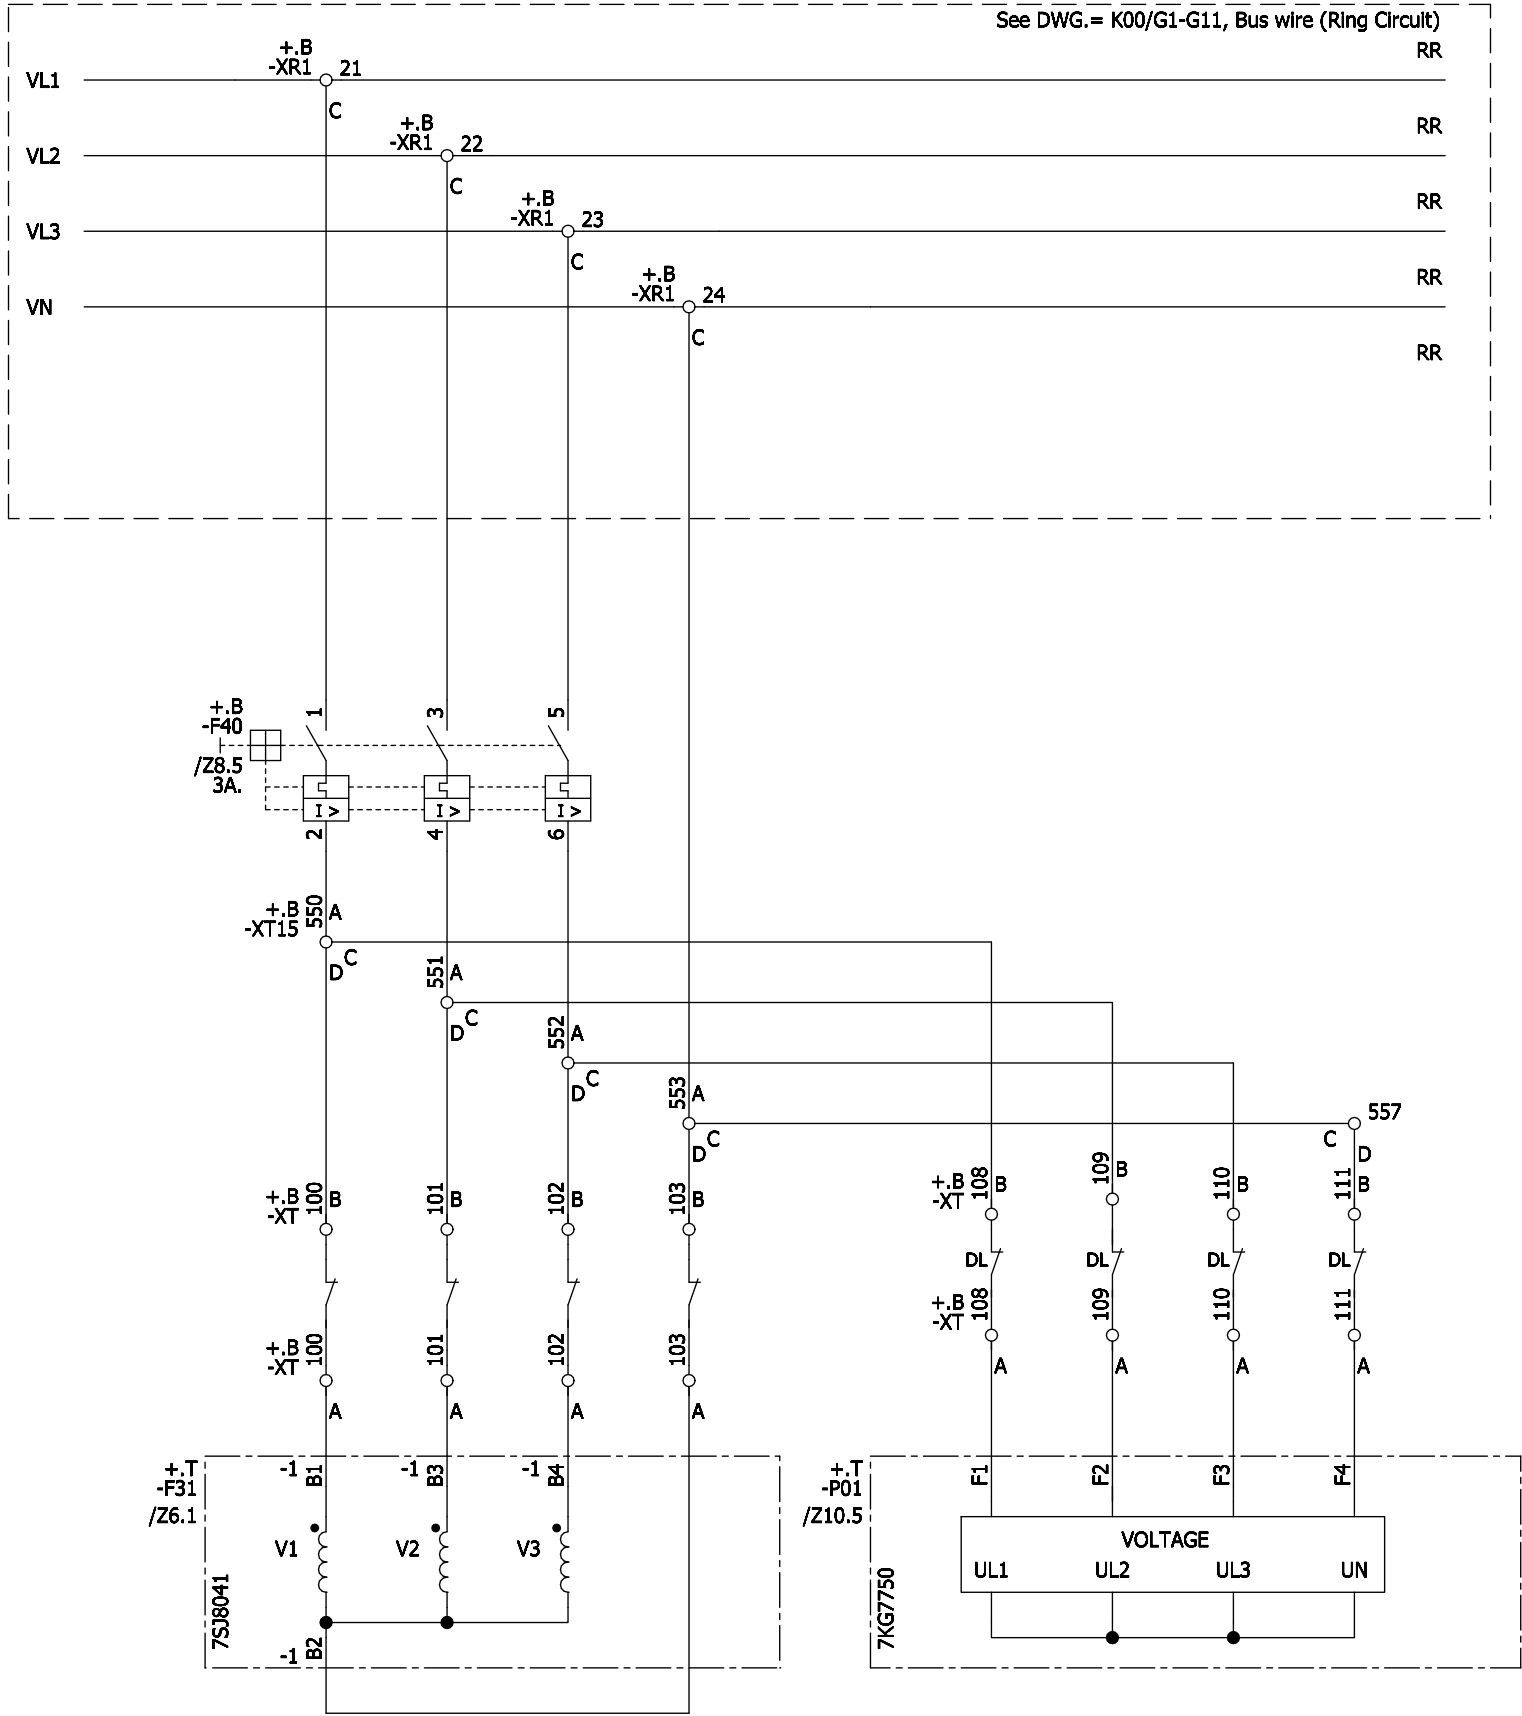 See DWG.= K00/G1-G11, Bus wire (Ring Circuit)
RR
+.B
-XR1
21
VL1
C
RR
+.B
-XR1
22
VL2
C
RR
+.B
-XR1
23
VL3
C
RR
+.B
-XR1
24
VN
C
RR
+.B
-F40
/Z8.5
3A.
1
3
5
I >
I >
I >
2
4
6
+.B
-XT15
550
A
C
D
551
A
C
D
552
A
C
D
553
A
C
D
557
C
D
+.B
-XT
100
B
101
B
102
B
103
B
+.B
-XT
108
B
109
B
110
B
111
B
DL
DL
DL
DL
+.B
-XT
100
101
102
103
+.B
-XT
108
109
110
111
A
A
A
A
A
A
A
A
+.T
-F31
/Z6.1
-1
B1
-1
B3
-1
B4
V1
V2
V3
7SJ8041
-1
B2
+.T
-P01
/Z10.5
F1
F2
F3
F4
VOLTAGE
UL1
UL2
UL3
UN
7KG7750